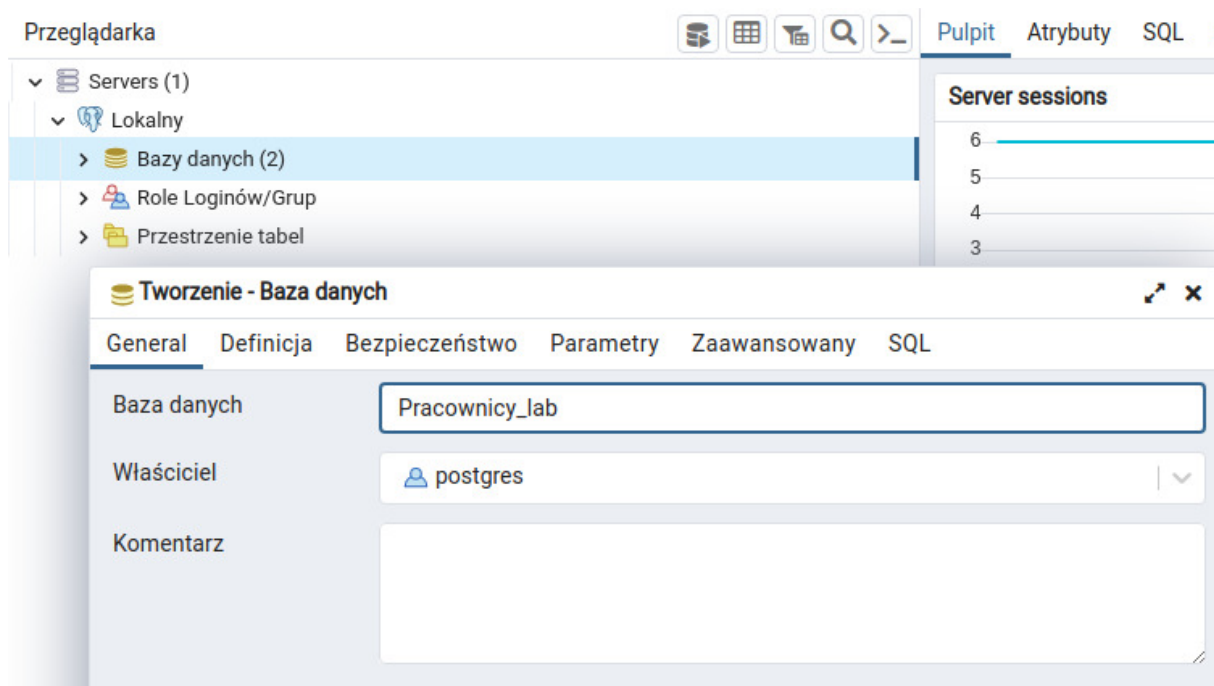 Przeglądarka
Pulpit Atrybuty SQL
Servers (1)
Lokalny
Bazy danych (2)
Role Loginów/Grup
Przestrzenie tabel
Server sessions
6
5
4
3
Tworzenie - Baza danych
General Definicja Bezpieczeństwo Parametry Zaawansowany SQL
Baza danych Pracownicy_lab
Właściciel postgres
Komentarz